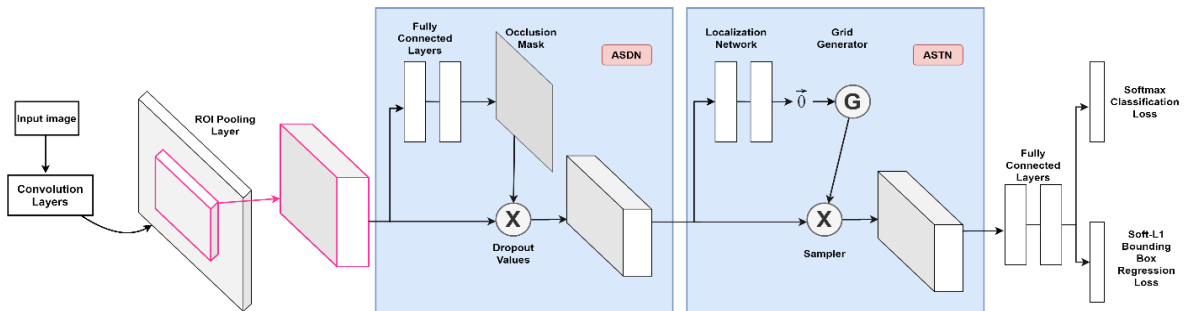 Input image
Convolution
Layers
ROI Pooling
Layer
Fully
Connected
Layers
Occlusion
Mask
ASDN
X
Dropout
Values
Localization
Network
Grid
Generator
ASTN
0
G
X
Sampler
Fully
Connected
Layers
Softmax
Classification
Loss
Soft-L1
Bounding
Box
Regression
Loss